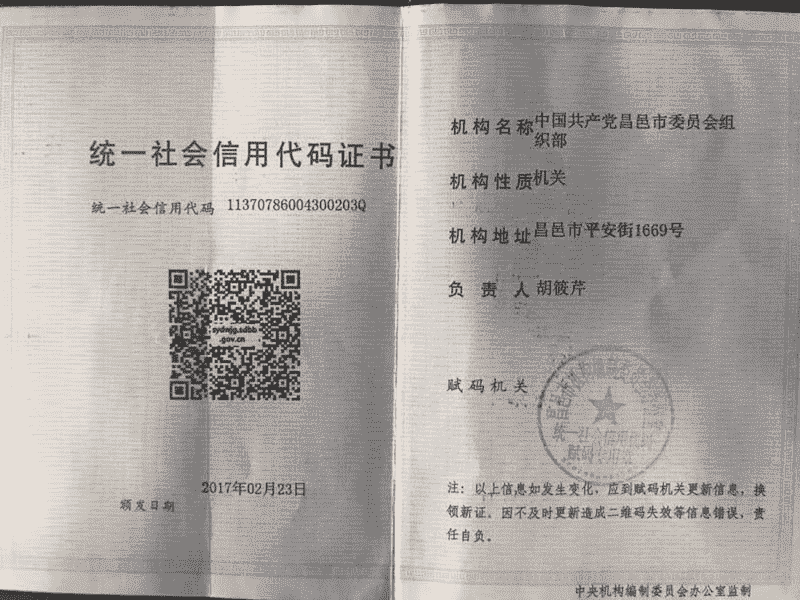 统一社会信用代码证书
统一社会信用代码 11370786004300203Q
sydwjg.sdbb
.gov.cn
2017年02月23日
颁发日期
机构名称 中国共产党昌邑市委员会组
织部
机构性质 机关
机构地址 昌邑市平安街1669号
负责人 胡筱芹
赋码机关
统一社会信用代码
赋码专用章
注：以上信息如发生变化，应到赋码机关更新信息，换
领新证。因不及时更新造成二维码失效等信息错误，责
任自负。
中央机构编制委员会办公室监制